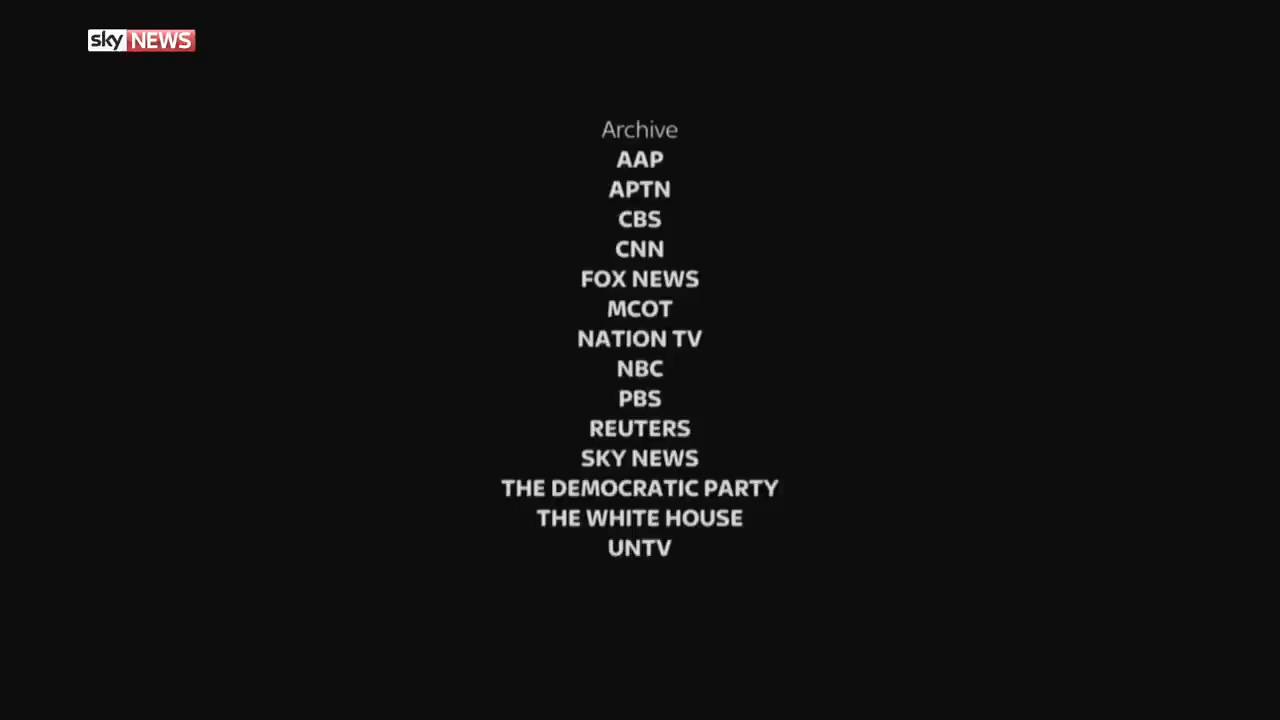 sky NEWS
Archive
AAP
APTN
CBS
CNN
FOX NEWS
MCOT
NATION TV
NBC
PBS
REUTERS
SKY NEWS
THE DEMOCRATIC PARTY
THE WHITE HOUSE
UNTV